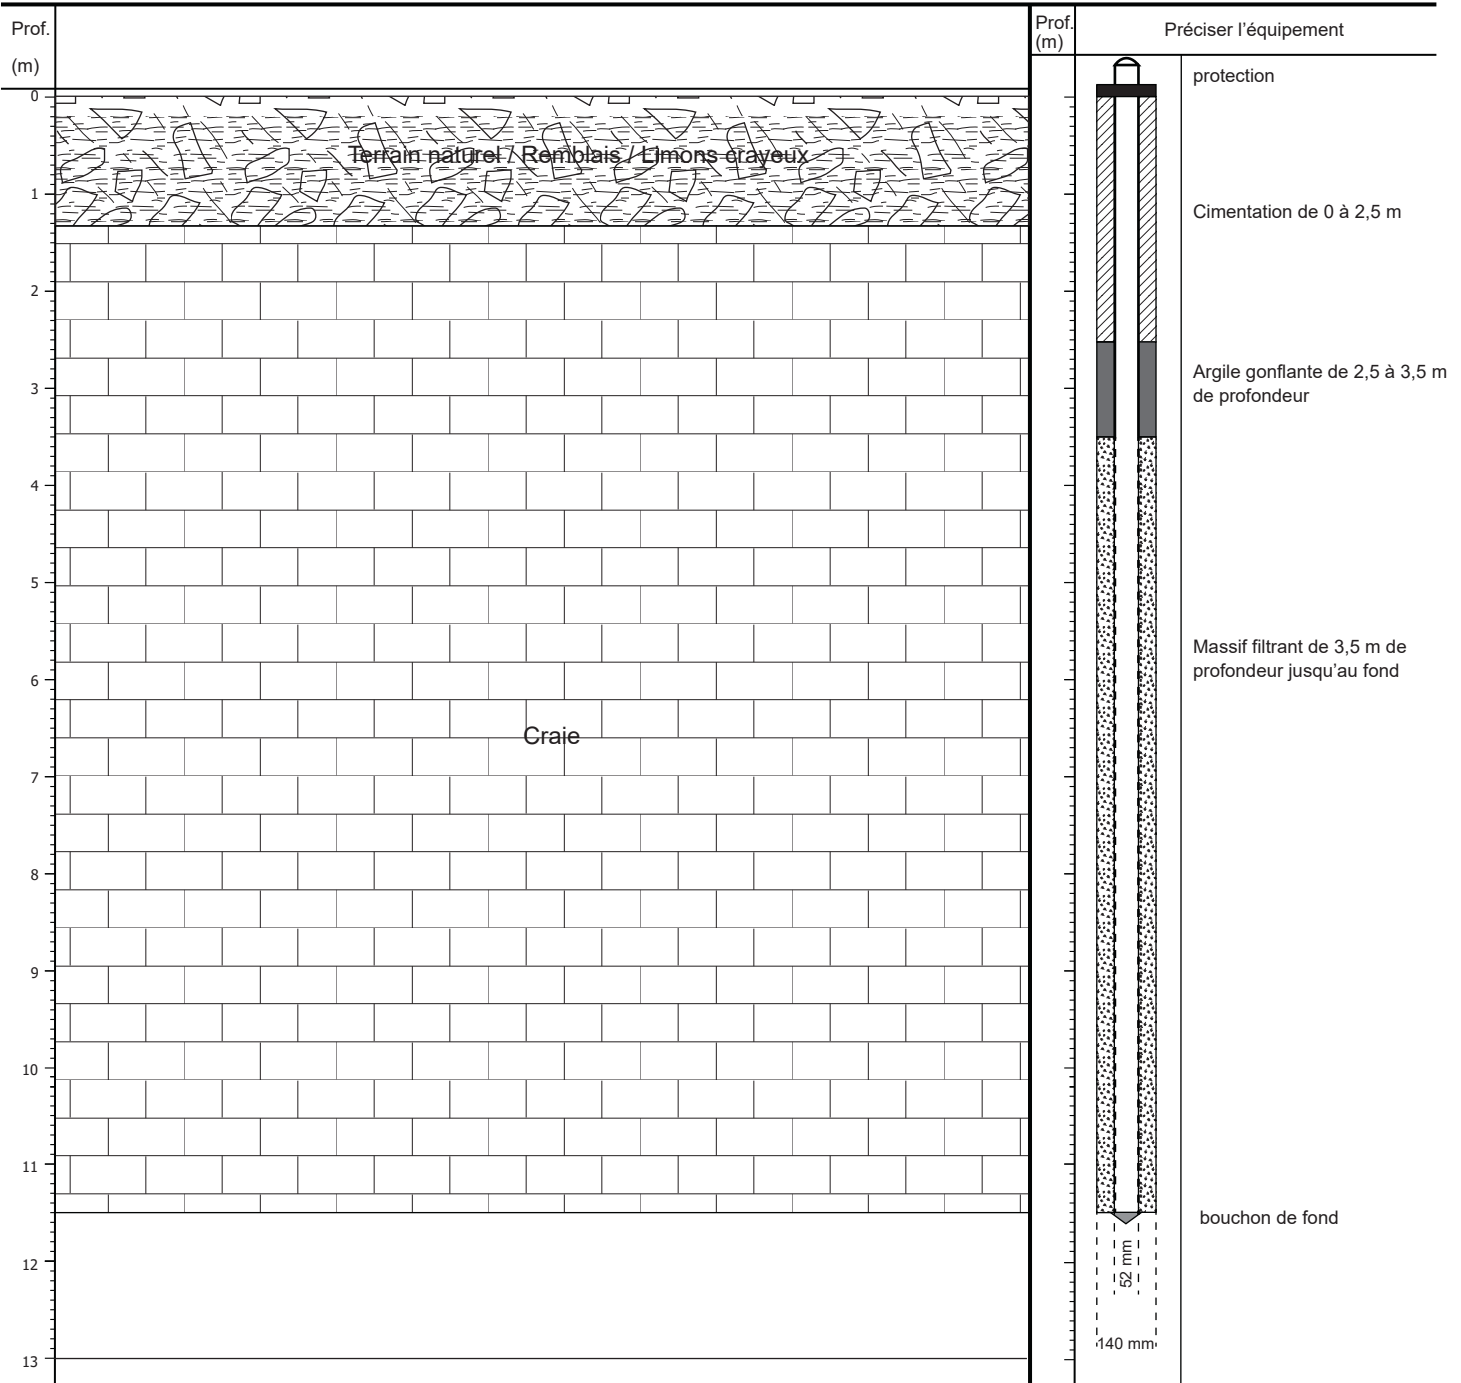 Prof.
(m)
Prof.
(m)
Préciser l’équipement
protection
0
Terrain naturel / Remblais / Limons crayeux
1
Cimentation de 0 à 2,5 m
2
3
Argile gonflante de 2,5 à 3,5 m
de profondeur
4
5
Massif filtrant de 3,5 m de
profondeur jusqu’au fond
6
Craie
7
8
9
10
11
bouchon de fond
12
52 mm
140 mm
13